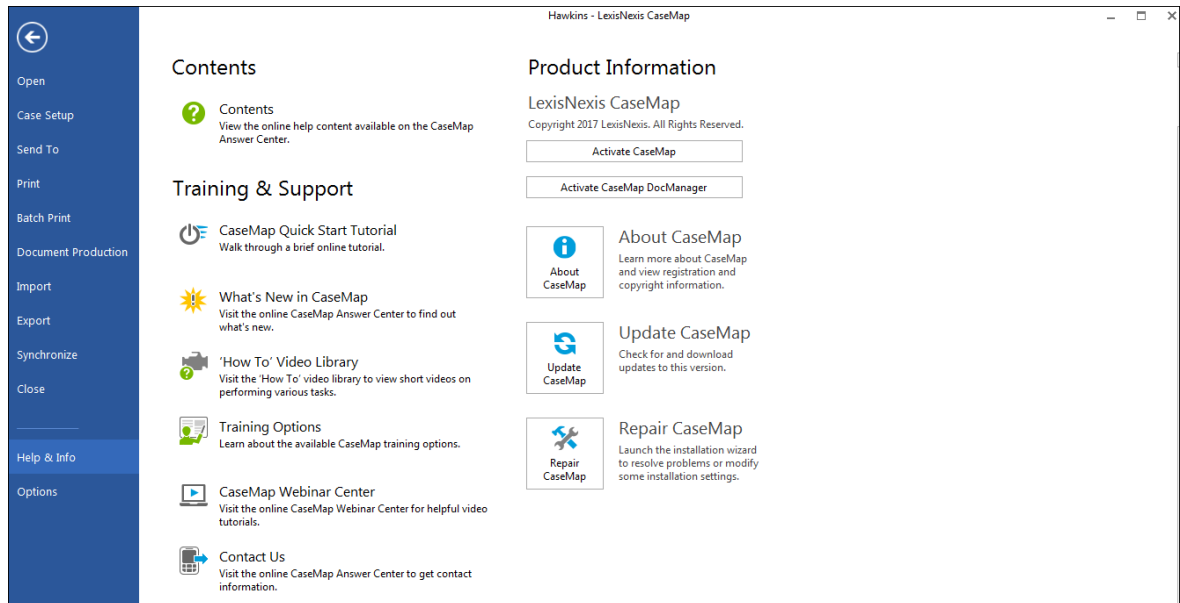 Hawkins - LexisNexis CaseMap
Open
Case Setup
Send To
Print
Batch Print
Document Production
Import
Export
Synchronize
Close
Help & Info
Options
Contents
Contents
View the online help content available on the CaseMap
Answer Center.
Training & Support
CaseMap Quick Start Tutorial
Walk through a brief online tutorial.
What's New in CaseMap
Visit the online CaseMap Answer Center to find out
what's new.
'How To' Video Library
Visit the 'How To' video library to view short videos on
performing various tasks.
Training Options
Learn about the available CaseMap training options.
CaseMap Webinar Center
Visit the online CaseMap Webinar Center for helpful video
tutorials.
Contact Us
Visit the online CaseMap Answer Center to get contact
information.
Product Information
LexisNexis CaseMap
Copyright 2017 LexisNexis. All Rights Reserved.
Activate CaseMap
Activate CaseMap DocManager
About
CaseMap
About CaseMap
Learn more about CaseMap
and view registration and
copyright information.
Update
CaseMap
Update CaseMap
Check for and download
updates to this version.
Repair
CaseMap
Repair CaseMap
Launch the installation wizard
to resolve problems or modify
some installation settings.